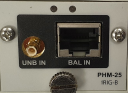 UNB IN BAL IN
PHM-25
IRIG-B